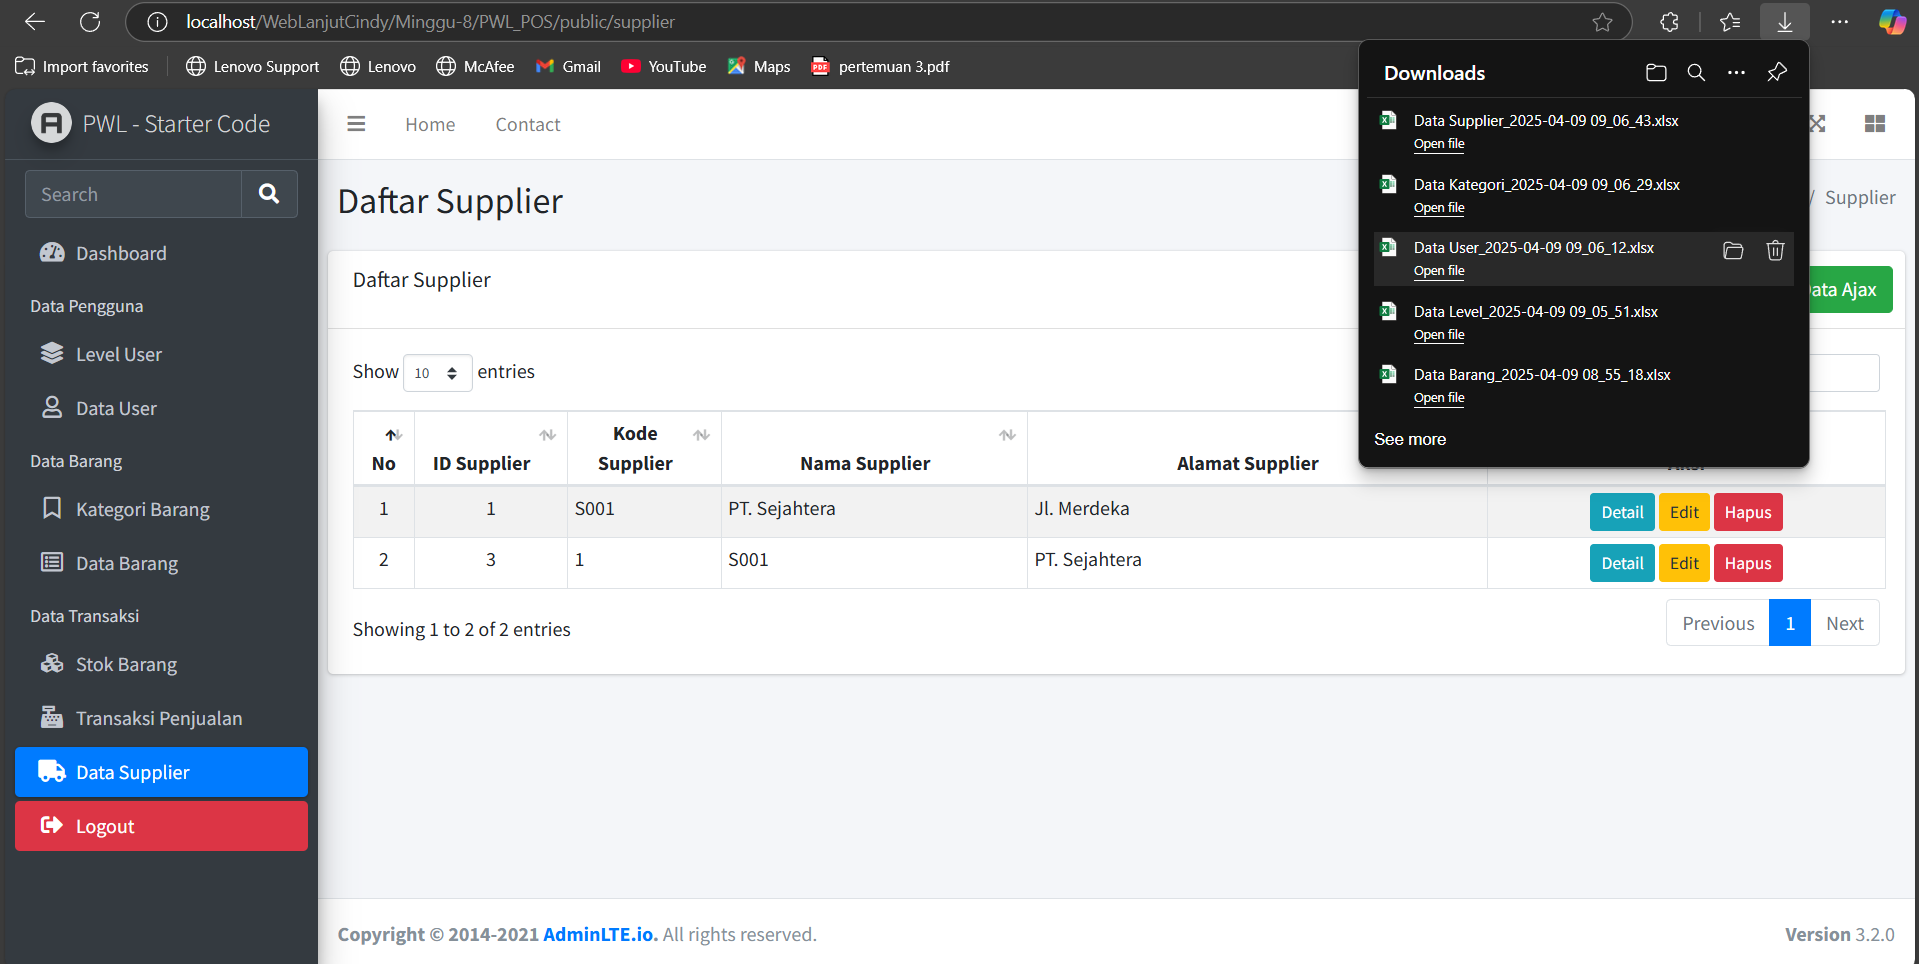 localhost/WebLanjutCindy/Minggu-8/PWL_POS/public/supplier
Import favorites
Lenovo Support
Lenovo
McAfee
Gmail
YouTube
Maps
pertemuan 3.pdf
Downloads
Data Supplier_2025-04-09 09_06_43.xlsx
Open file
Data Kategori_2025-04-09 09_06_29.xlsx
Open file
Data User_2025-04-09 09_06_12.xlsx
Open file
Data Level_2025-04-09 09_05_51.xlsx
Open file
Data Barang_2025-04-09 08_55_18.xlsx
Open file
See more
PWL - Starter Code
Search
Dashboard
Data Pengguna
Level User
Data User
Data Barang
Kategori Barang
Data Barang
Data Transaksi
Stok Barang
Transaksi Penjualan
Data Supplier
Logout
Home Contact
Daftar Supplier
/ Supplier
Daftar Supplier
ata Ajax
Show 10 entries
No ID Supplier Kode Supplier Nama Supplier Alamat Supplier
1 1 S001 PT. Sejahtera Jl. Merdeka Detail Edit Hapus
2 3 1 S001 PT. Sejahtera Detail Edit Hapus
Showing 1 to 2 of 2 entries
Previous 1 Next
Copyright © 2014-2021 AdminLTE.io. All rights reserved.
Version 3.2.0